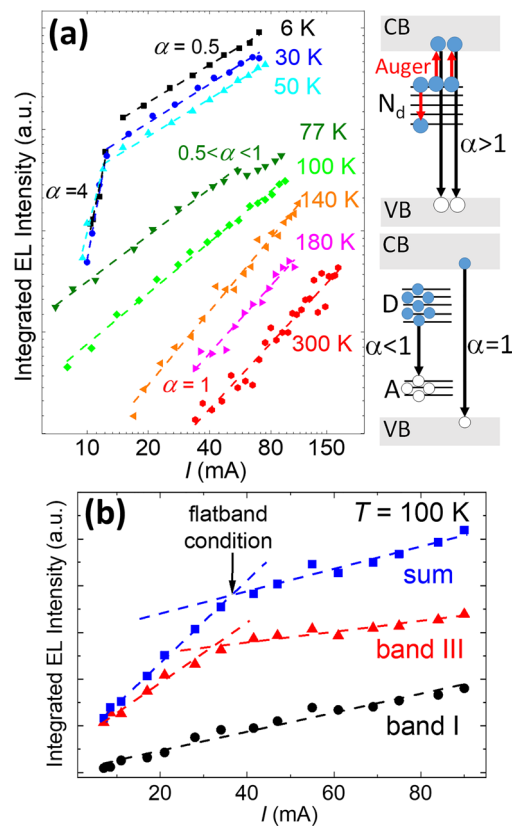 (a)
Integrated EL Intensity (a.u.)
α = 0.5
α = 4
6 K
30 K
50 K
77 K
0.5< α <1
100 K
140 K
180 K
300 K
α = 1
10 20 40 80 150
I (mA)
CB
Auger
N_d
α>1
VB
CB
D
α<1
α=1
A
VB
(b)
Integrated EL Intensity (a.u.)
flatband
condition
T = 100 K
sum
band III
band I
20 40 60 80
I (mA)